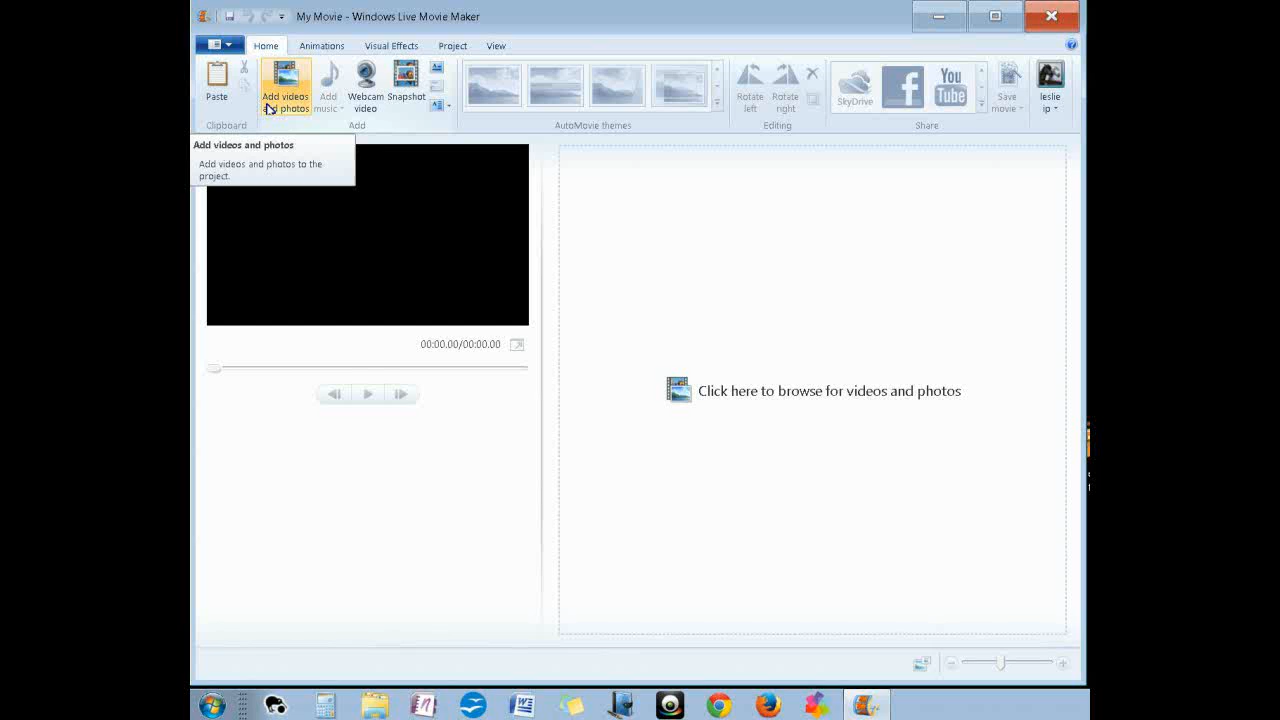 My Movie - Windows Live Movie Maker
Home Animations Visual Effects Project View
Paste
Add videos and photos
Add music
Webcam video
Snapshot
SkyDrive
You Tube
Rotate left
Rotate right
Save movie
leslie ip
Clipboard Add AutoMovie themes Editing Share
Add videos and photos
Add videos and photos to the
project.
00:00.00/00:00.00
Click here to browse for videos and photos